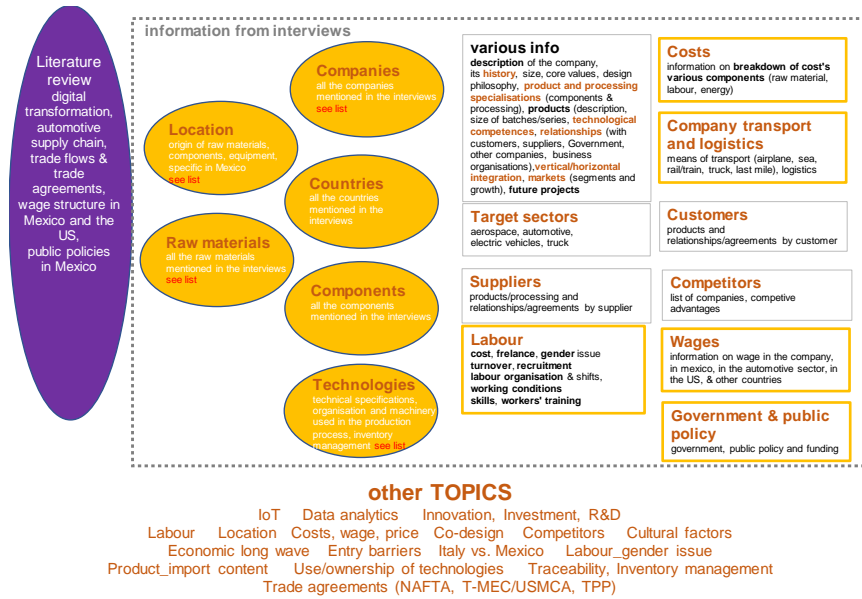 Literature
review
digital
transformation,
automotive
supply chain,
trade flows &
trade
agreements,
wage structure in
Mexico and the
US,
public policies
in Mexico
information from interviews
Companies
all the companies
mentioned in the interviews
see list
Location
origin of raw materials,
components, equipment,
specific in Mexico
see list
Countries
all the countries
mentioned in the
interviews
Raw materials
all the raw materials
mentioned in the interviews
see list
Components
all the components
mentioned in the interviews
Technologies
technical specifications,
organisation and machinery
used in the production
process, inventory
management see list
various info
description of the company,
its history, size, core values, design
philosophy, product and processing
specialisations (components &
processing), products (description,
size of batches/series), technological
competences, relationships (with
customers, suppliers, Government,
other companies, business
organisations),vertical/horizontal
integration, markets (segments and
growth), future projects
Target sectors
aerospace, automotive,
electric vehicles, truck
Suppliers
products/processing and
relationships/agreements by supplier
Labour
cost, frelance, gender issue
turnover, recruitment
labour organisation & shifts,
working conditions
skills, workers' training
Costs
information on breakdown of cost's
various components (raw material,
labour, energy)
Company transport
and logistics
means of transport (airplane, sea,
rail/train, truck, last mile), logistics
Customers
products and
relationships/agreements by customer
Competitors
list of companies, competive
advantages
Wages
information on wage in the company,
in mexico, in the automotive sector, in
the US, & other countries
Government & public
policy
government, public policy and funding
other TOPICS
IoT Data analytics Innovation, Investment, R&D
Labour Location Costs, wage, price Co-design Competitors Cultural factors
Economic long wave Entry barriers Italy vs. Mexico Labour_gender issue
Product_import content Use/ownership of technologies Traceability, Inventory management
Trade agreements (NAFTA, T-MEC/USMCA, TPP)